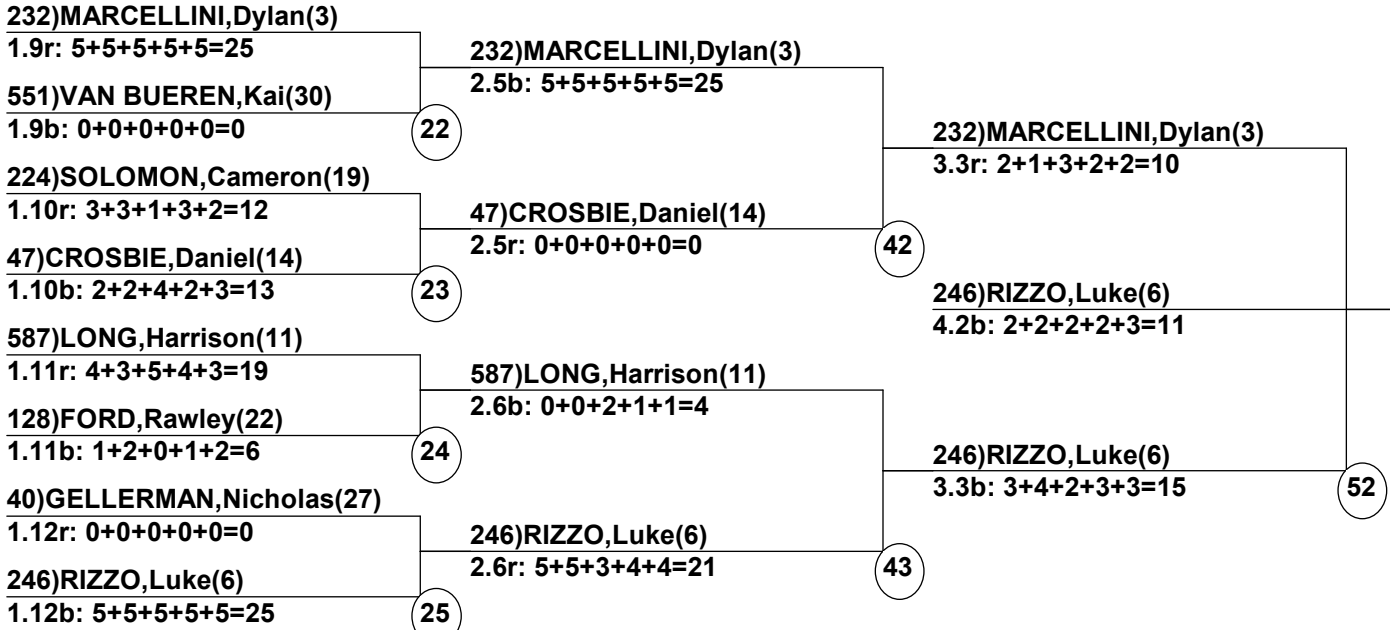 232)MARCELLINI,Dylan(3)
1.9r: 5+5+5+5+5=25
551)VAN BUEREN,Kai(30)
1.9b: 0+0+0+0+0=0
22
224)SOLOMON,Cameron(19)
1.10r: 3+3+1+3+2=12
47)CROSBIE,Daniel(14)
1.10b: 2+2+4+2+3=13
23
587)LONG,Harrison(11)
1.11r: 4+3+5+4+3=19
128)FORD,Rawley(22)
1.11b: 1+2+0+1+2=6
24
40)GELLERMAN,Nicholas(27)
1.12r: 0+0+0+0+0=0
246)RIZZO,Luke(6)
1.12b: 5+5+5+5+5=25
25
232)MARCELLINI,Dylan(3)
2.5b: 5+5+5+5+5=25
47)CROSBIE,Daniel(14)
2.5r: 0+0+0+0+0=0
42
587)LONG,Harrison(11)
2.6b: 0+0+2+1+1=4
246)RIZZO,Luke(6)
2.6r: 5+5+3+4+4=21
43
232)MARCELLINI,Dylan(3)
3.3r: 2+1+3+2+2=10
246)RIZZO,Luke(6)
3.3b: 3+4+2+3+3=15
52
246)RIZZO,Luke(6)
4.2b: 2+2+2+2+3=11